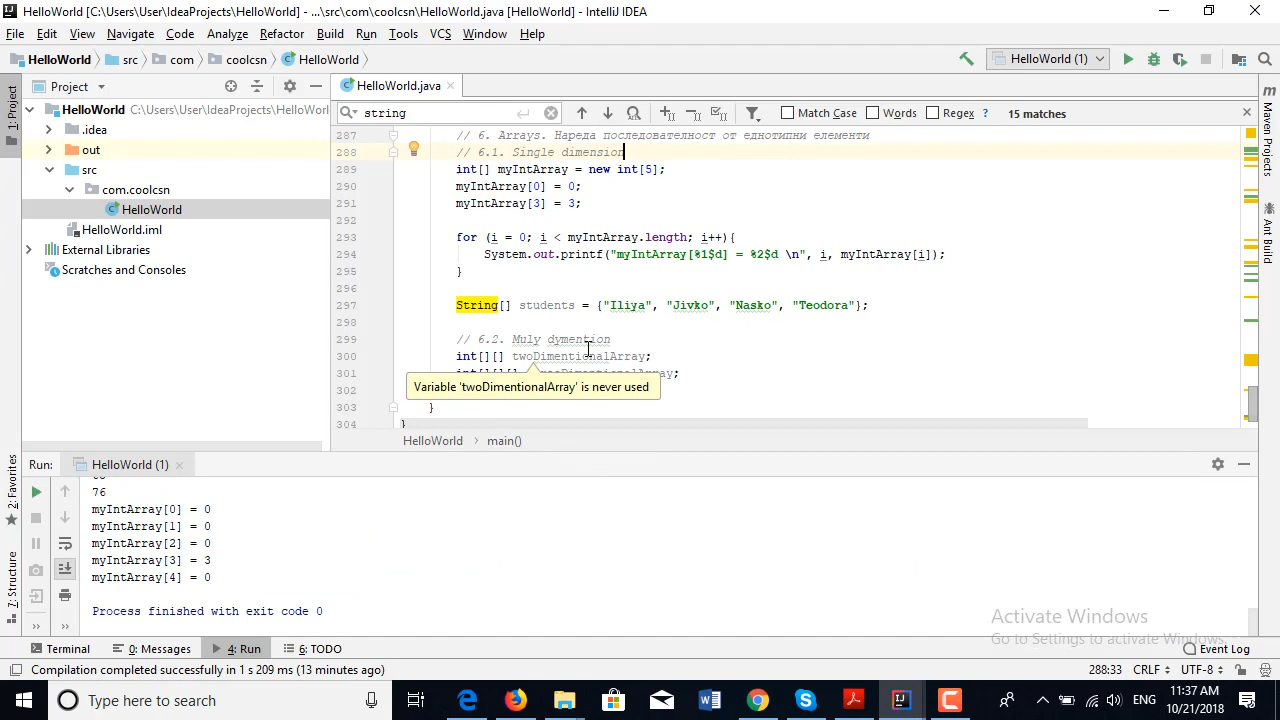 HelloWorld [C:\Users\User\IdeaProjects\HelloWorld] - ...\src\com\coolcsn\HelloWorld.java [HelloWorld] - IntelliJ IDEA
File Edit View Navigate Code Analyze Refactor Build Run Tools VCS Window Help
HelloWorld src com coolcsn HelloWorld HelloWorld (1)
Project HelloWorld.java
string Match Case Words Regex ? 15 matches
1: Project
Maven Projects
Ant Build
HelloWorld C:\Users\User\IdeaProjects\HelloWorl
.idea
out
src
com.coolcsn
HelloWorld
HelloWorld.iml
External Libraries
Scratches and Consoles
287 // 6. Arrays. Нареда последователност от еднотипни елементи
288 // 6.1. Single dimension
289 int[] myIntArray = new int[5];
290 myIntArray[0] = 0;
291 myIntArray[3] = 3;
292
293 for (i = 0; i < myIntArray.length; i++){
294 System.out.printf("myIntArray[%1$d] = %2$d \n", i, myIntArray[i]);
295 }
296
297 String[] students = {"Iliya", "Jivko", "Nasko", "Teodora"};
298
299 // 6.2. Muly dymention
300 int[][] twoDimentionalArray;
301
Variable 'twoDimentionalArray' is never used
302
303 }
304 }
HelloWorld main()
2: Favorites
7: Structure
Run: HelloWorld (1)
76
myIntArray[0] = 0
myIntArray[1] = 0
myIntArray[2] = 0
myIntArray[3] = 3
myIntArray[4] = 0
Process finished with exit code 0
Activate Windows
Go to Settings to activate Windows.
Terminal 0: Messages 4: Run 6: TODO Event Log
Compilation completed successfully in 1 s 209 ms (13 minutes ago) 288:33 CRLF UTF-8
Type here to search ENG 11:37 AM
10/21/2018